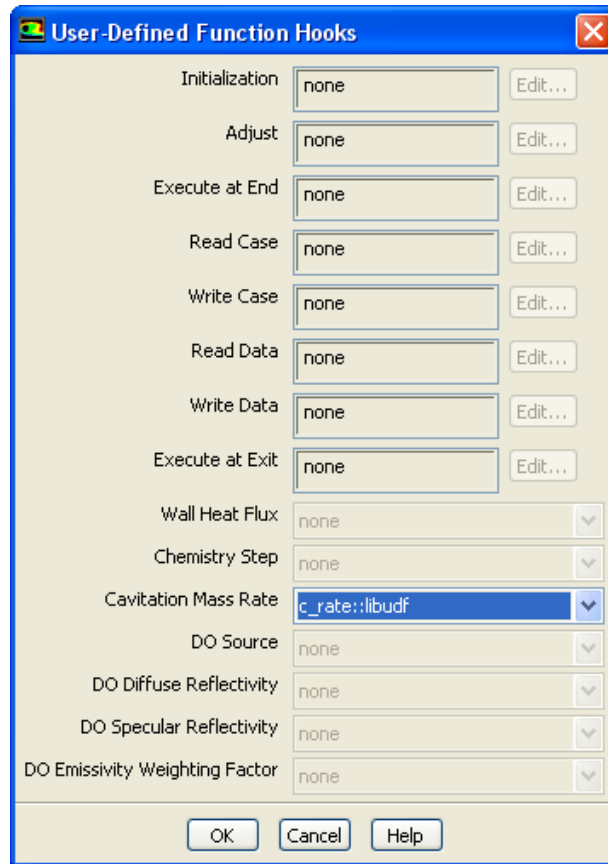 User-Defined Function Hooks
Initialization none Edit...
Adjust none Edit...
Execute at End none Edit...
Read Case none Edit...
Write Case none Edit...
Read Data none Edit...
Write Data none Edit...
Execute at Exit none Edit...
Wall Heat Flux none
Chemistry Step none
Cavitation Mass Rate c_rate::libudf
DO Source none
DO Diffuse Reflectivity none
DO Specular Reflectivity none
DO Emissivity Weighting Factor none
OK Cancel Help